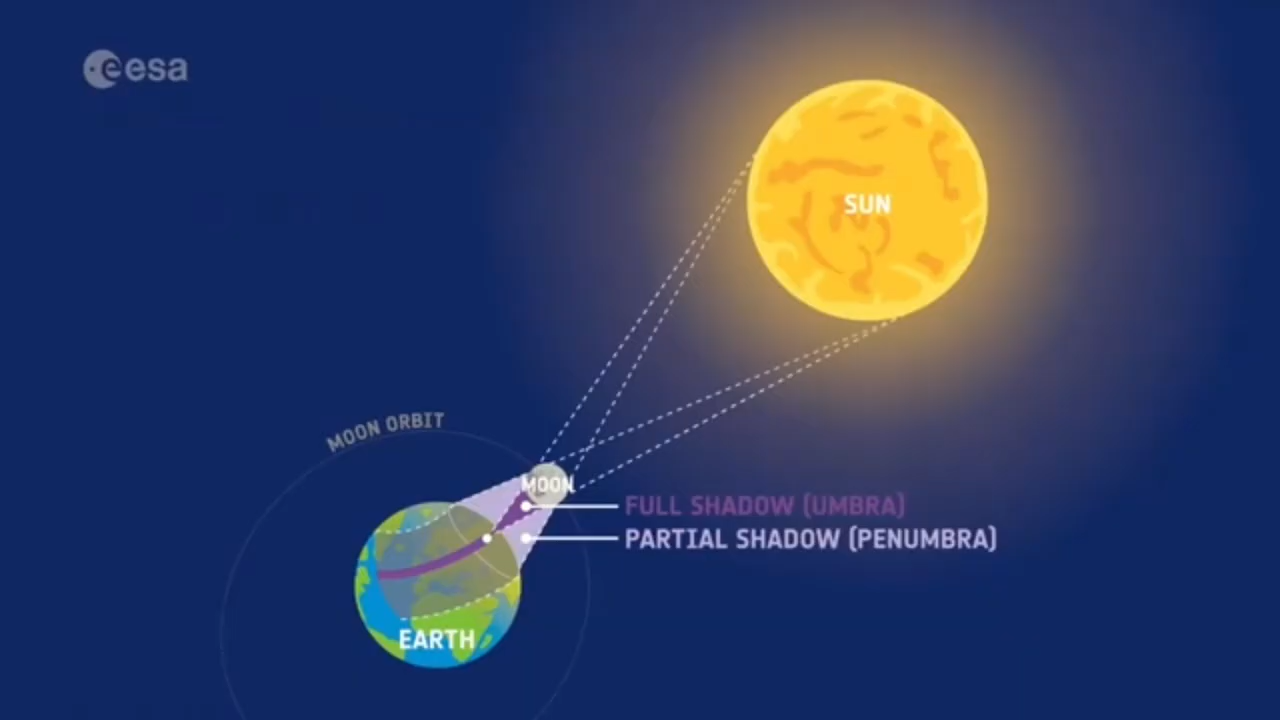 esa
SUN
MOON ORBIT
MOON
FULL SHADOW (UMBRA)
PARTIAL SHADOW (PENUMBRA)
EARTH